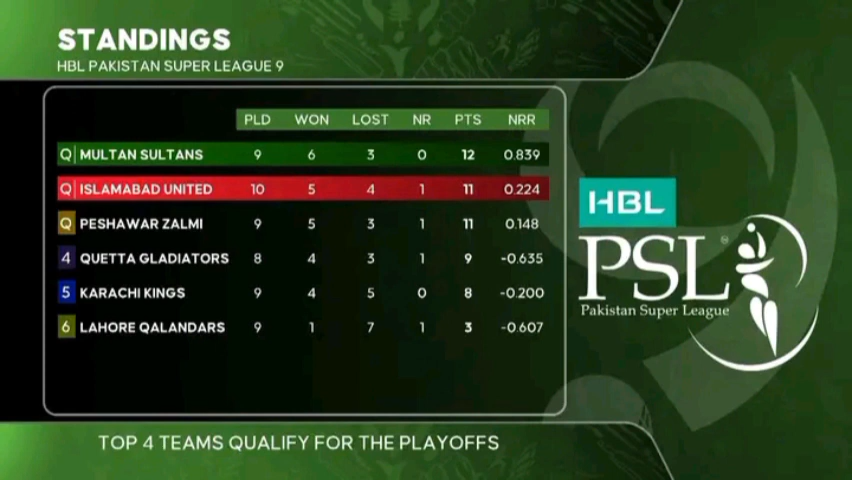 STANDINGS
HBL PAKISTAN SUPER LEAGUE 9
PLD WON LOST NR PTS NRR
Q MULTAN SULTANS 9 6 3 0 12 0.839
Q ISLAMABAD UNITED 10 5 4 1 11 0.224
Q PESHAWAR ZALMI 9 5 3 1 11 0.148
4 QUETTA GLADIATORS 8 4 3 1 9 -0.635
5 KARACHI KINGS 9 4 5 0 8 -0.200
6 LAHORE QALANDARS 9 1 7 1 3 -0.607
HBL
PSL®
Pakistan Super League
TOP 4 TEAMS QUALIFY FOR THE PLAYOFFS